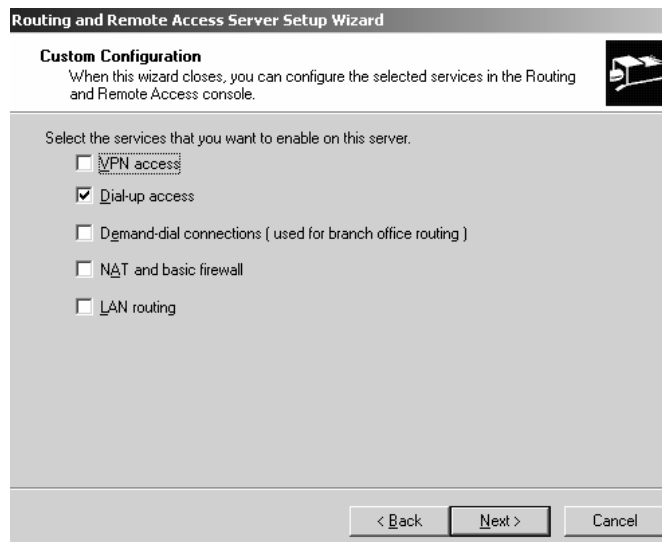 Routing and Remote Access Server Setup Wizard
Custom Configuration
When this wizard closes, you can configure the selected services in the Routing
and Remote Access console.
Select the services that you want to enable on this server.
VPN access
Dial-up access
Demand-dial connections ( used for branch office routing )
NAT and basic firewall
LAN routing
< Back Next > Cancel